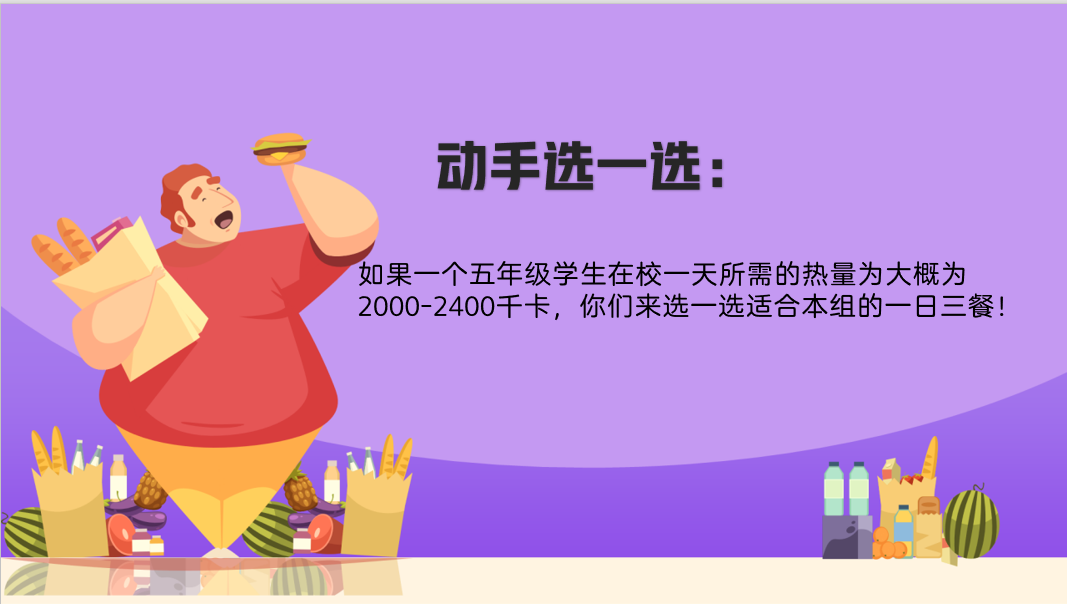 动手选一选：
如果一个五年级学生在校一天所需的热量为大概为
2000-2400千卡，你们来选一选适合本组的一日三餐！